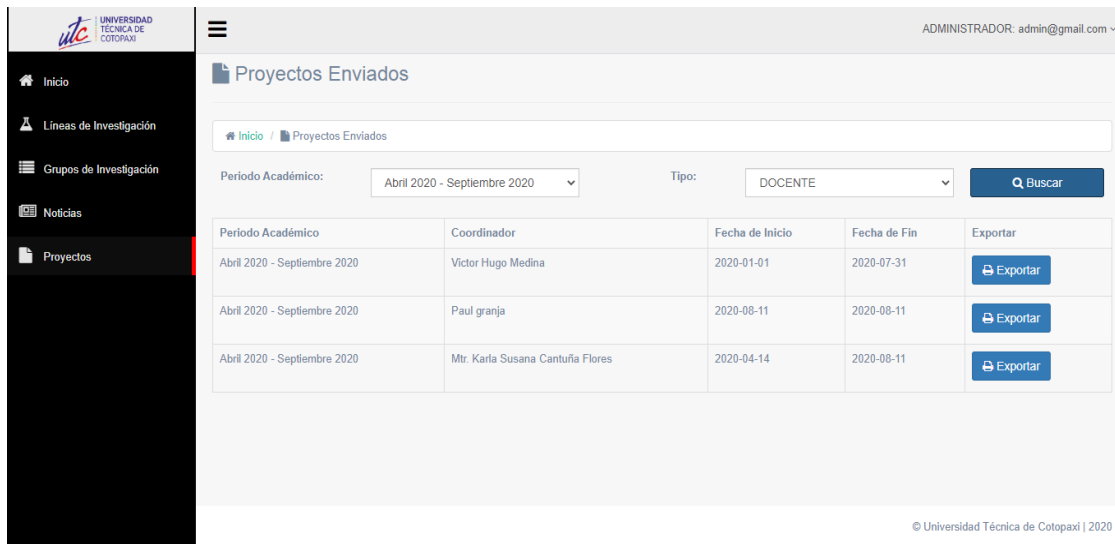 utc
UNIVERSIDAD
TÉCNICA DE
COTOPAXI
ADMINISTRADOR: admin@gmail.com
Inicio
Líneas de Investigación
Grupos de Investigación
Noticias
Proyectos
Proyectos Enviados
Inicio / Proyectos Enviados
Periodo Académico: Abril 2020 - Septiembre 2020 Tipo: DOCENTE Buscar
Periodo Académico Coordinador Fecha de Inicio Fecha de Fin Exportar
Abril 2020 - Septiembre 2020 Victor Hugo Medina 2020-01-01 2020-07-31 Exportar
Abril 2020 - Septiembre 2020 Paul granja 2020-08-11 2020-08-11 Exportar
Abril 2020 - Septiembre 2020 Mtr. Karla Susana Cantuña Flores 2020-04-14 2020-08-11 Exportar
© Universidad Técnica de Cotopaxi | 2020